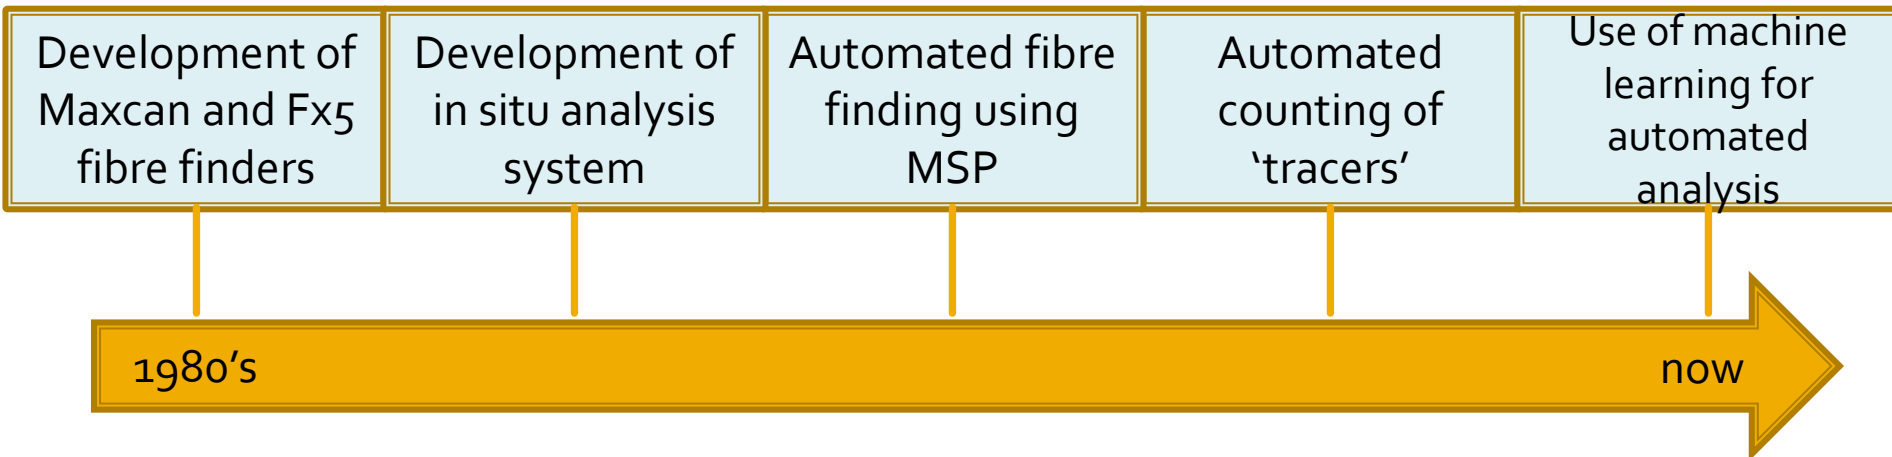 Development of
Maxcan and Fx5
fibre finders
Development of
in situ analysis
system
Automated fibre
finding using
MSP
Automated
counting of
‘tracers’
Use of machine
learning for
automated
analysis
1980’s
now